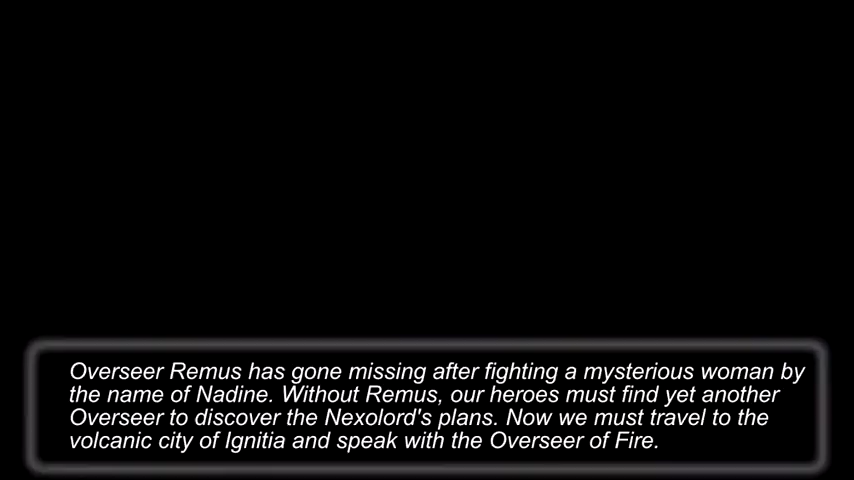 Overseer Remus has gone missing after fighting a mysterious woman by
the name of Nadine. Without Remus, our heroes must find yet another
Overseer to discover the Nexolord's plans. Now we must travel to the
volcanic city of Ignitia and speak with the Overseer of Fire.